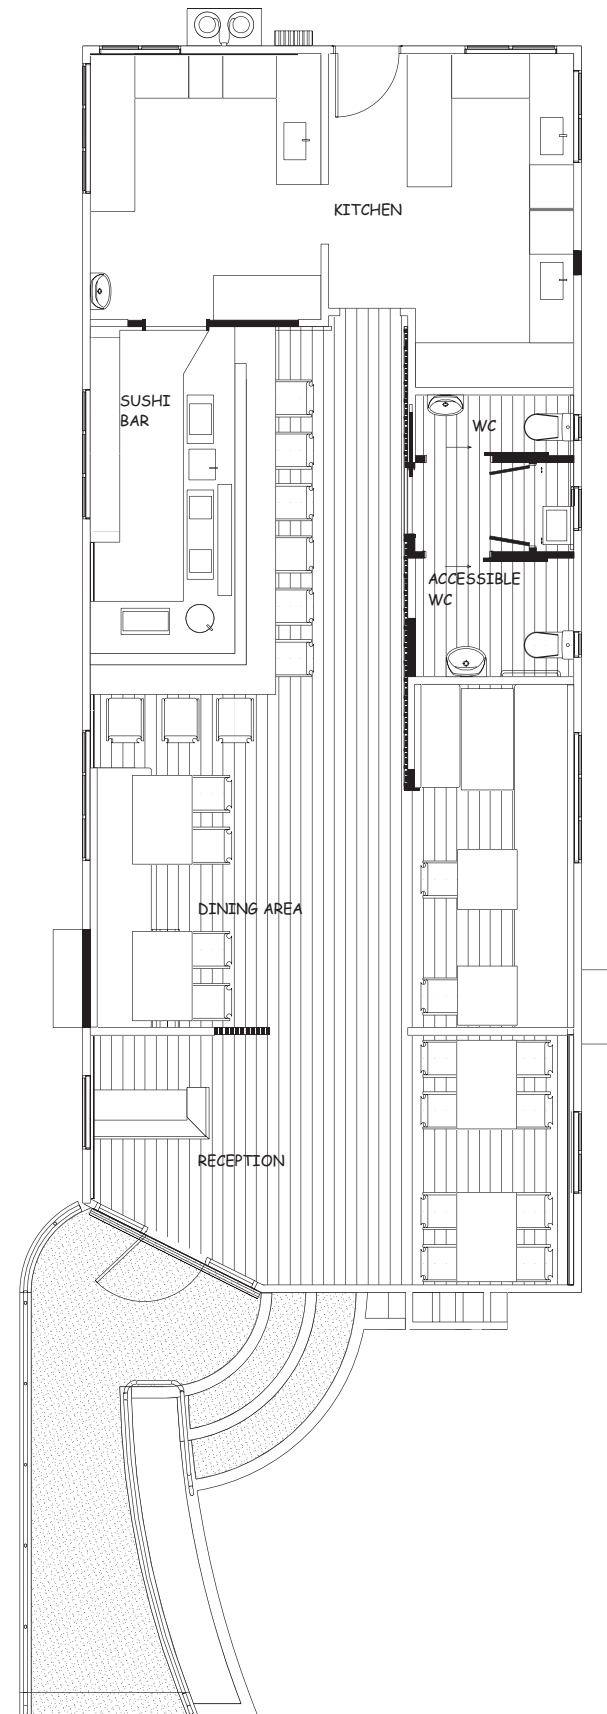 KITCHEN
SUSHI
BAR
WC
ACCESSIBLE
WC
DINING AREA
RECEPTION